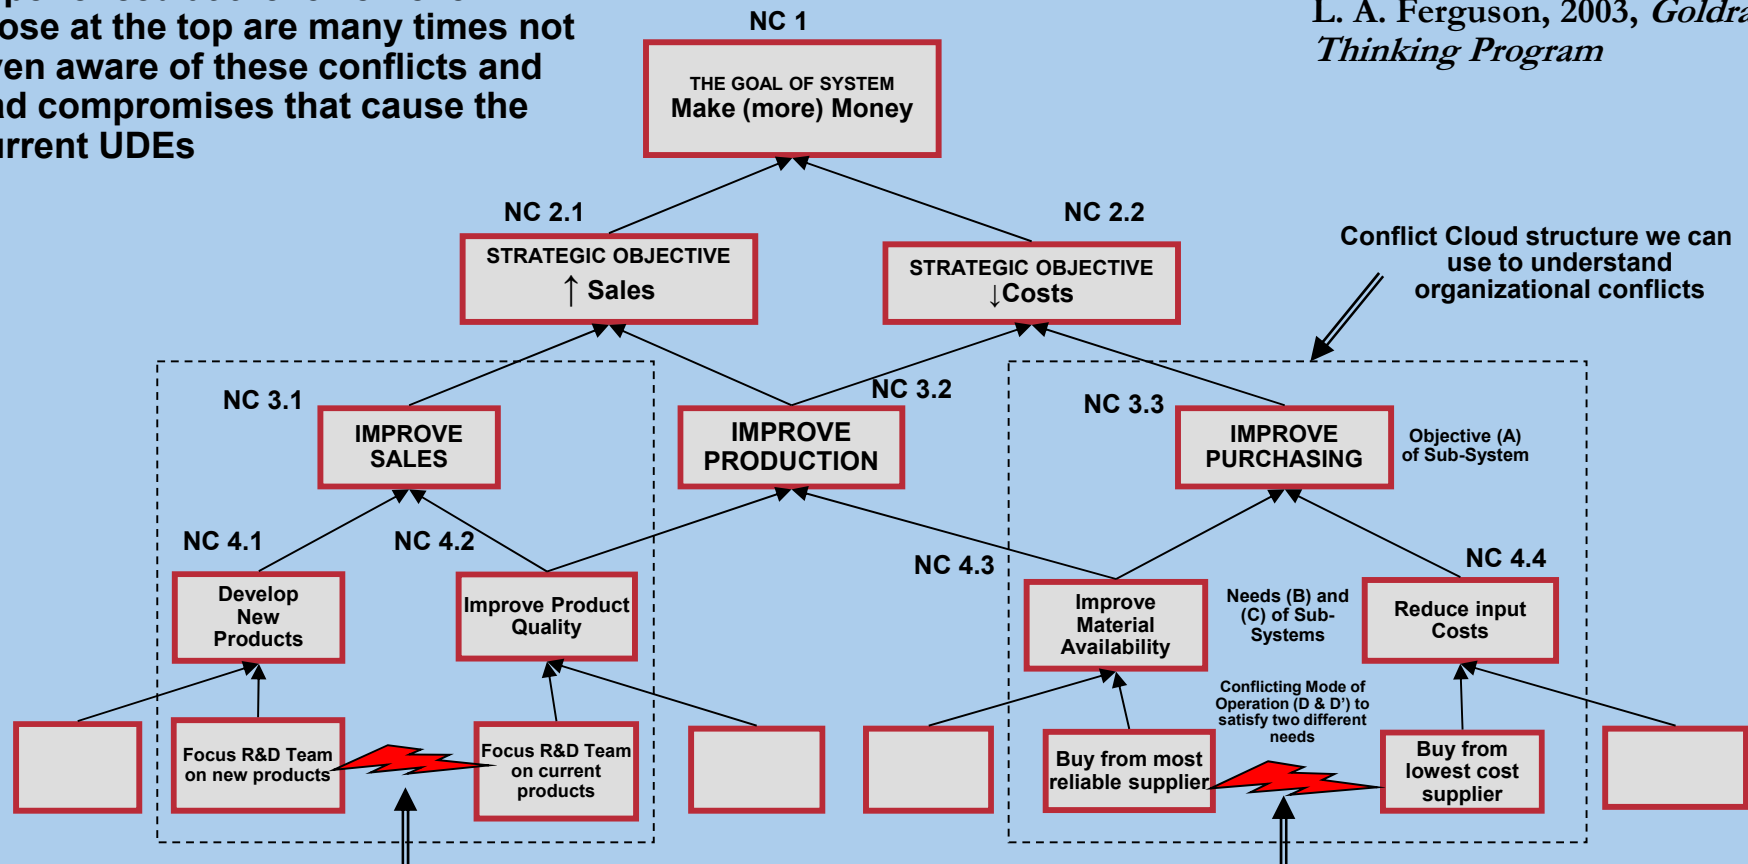 ose at the top are many times not
ven aware of these conflicts and
ad compromises that cause the
urrent UDEs
NC 1
L. A. Ferguson, 2003, Goldra
Thinking Program
THE GOAL OF SYSTEM
Make (more) Money
NC 2.1
NC 2.2
STRATEGIC OBJECTIVE
↑ Sales
STRATEGIC OBJECTIVE
↓Costs
Conflict Cloud structure we can
use to understand
organizational conflicts
NC 3.1
NC 3.2
NC 3.3
IMPROVE
SALES
IMPROVE
PRODUCTION
IMPROVE
PURCHASING
Objective (A)
of Sub-System
NC 4.1
NC 4.2
NC 4.3
NC 4.4
Develop
New
Products
Improve Product
Quality
Improve
Material
Availability
Needs (B) and
(C) of Sub-
Systems
Reduce input
Costs
Conflicting Mode of
Operation (D & D’) to
satisfy two different
needs
Focus R&D Team
on new products
Focus R&D Team
on current
products
Buy from most
reliable supplier
Buy from
lowest cost
supplier